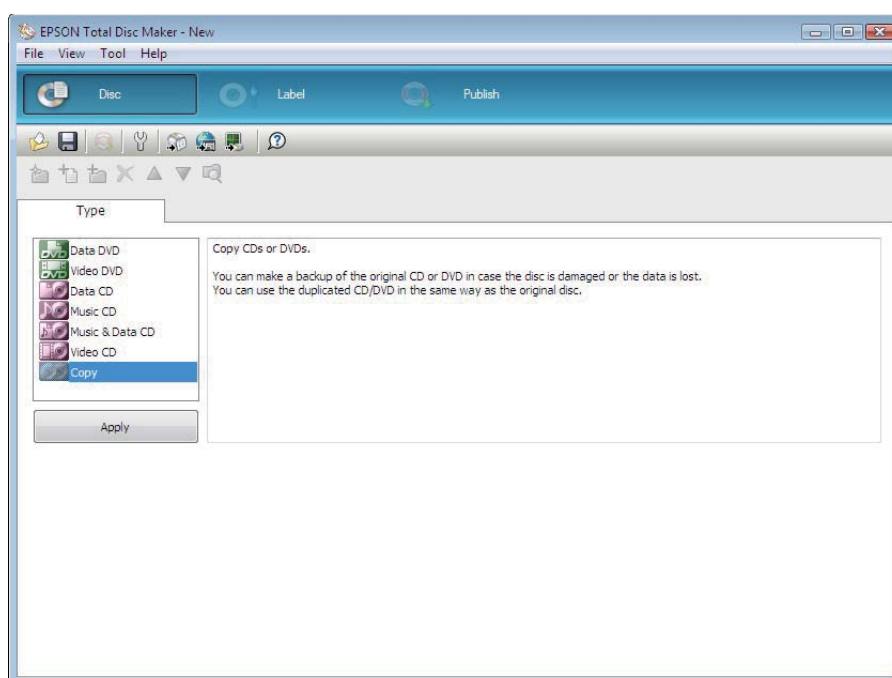 EPSON Total Disc Maker - New
File View Tool Help
Disc Label Publish
Type
DVD Data DVD
DVD Video DVD
Data CD
Music CD
Music & Data CD
Video CD
Copy
Apply
Copy CDs or DVDs.
You can make a backup of the original CD or DVD in case the disc is damaged or the data is lost.
You can use the duplicated CD/DVD in the same way as the original disc.